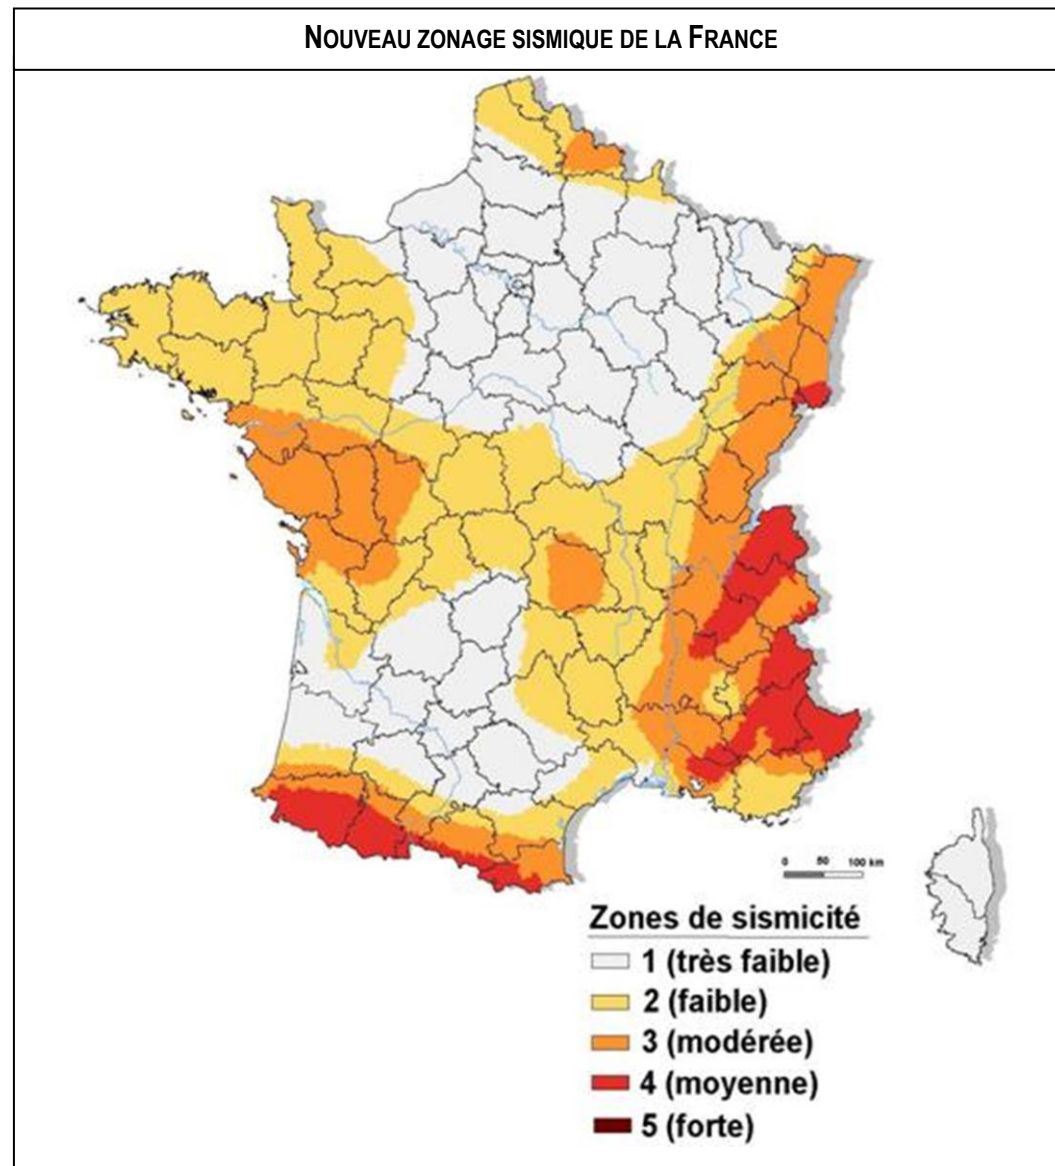 NOUVEAU ZONAGE SISMIQUE DE LA FRANCE
0 50 100 km
Zones de sismicité
1 (très faible)
2 (faible)
3 (modérée)
4 (moyenne)
5 (forte)